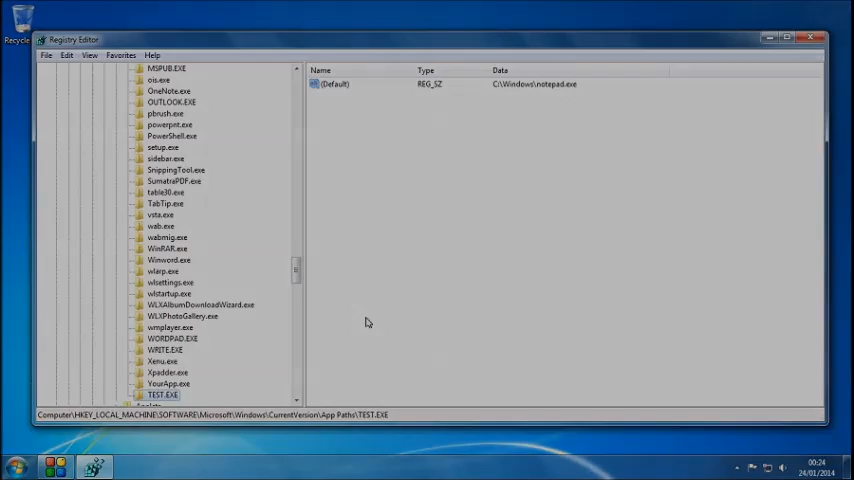 Recycle
Registry Editor
File Edit View Favorites Help
MSPUB.EXE
ois.exe
OneNote.exe
OUTLOOK.EXE
pbrush.exe
powerpnt.exe
PowerShell.exe
setup.exe
sidebar.exe
SnippingTool.exe
SumatraPDF.exe
table30.exe
TabTip.exe
vsta.exe
wab.exe
wabmig.exe
WinRAR.exe
Winword.exe
wlarp.exe
wlsettings.exe
wlstartup.exe
WLXAlbumDownloadWizard.exe
WLXPhotoGallery.exe
wmplayer.exe
WORDPAD.EXE
WRITE.EXE
Xenu.exe
Xpadder.exe
YourApp.exe
TEST.EXE
Name Type Data
ab (Default) REG_SZ C:\Windows\notepad.exe
Computer\HKEY_LOCAL_MACHINE\SOFTWARE\Microsoft\Windows\CurrentVersion\App Paths\TEST.EXE
00:24
24/01/2014